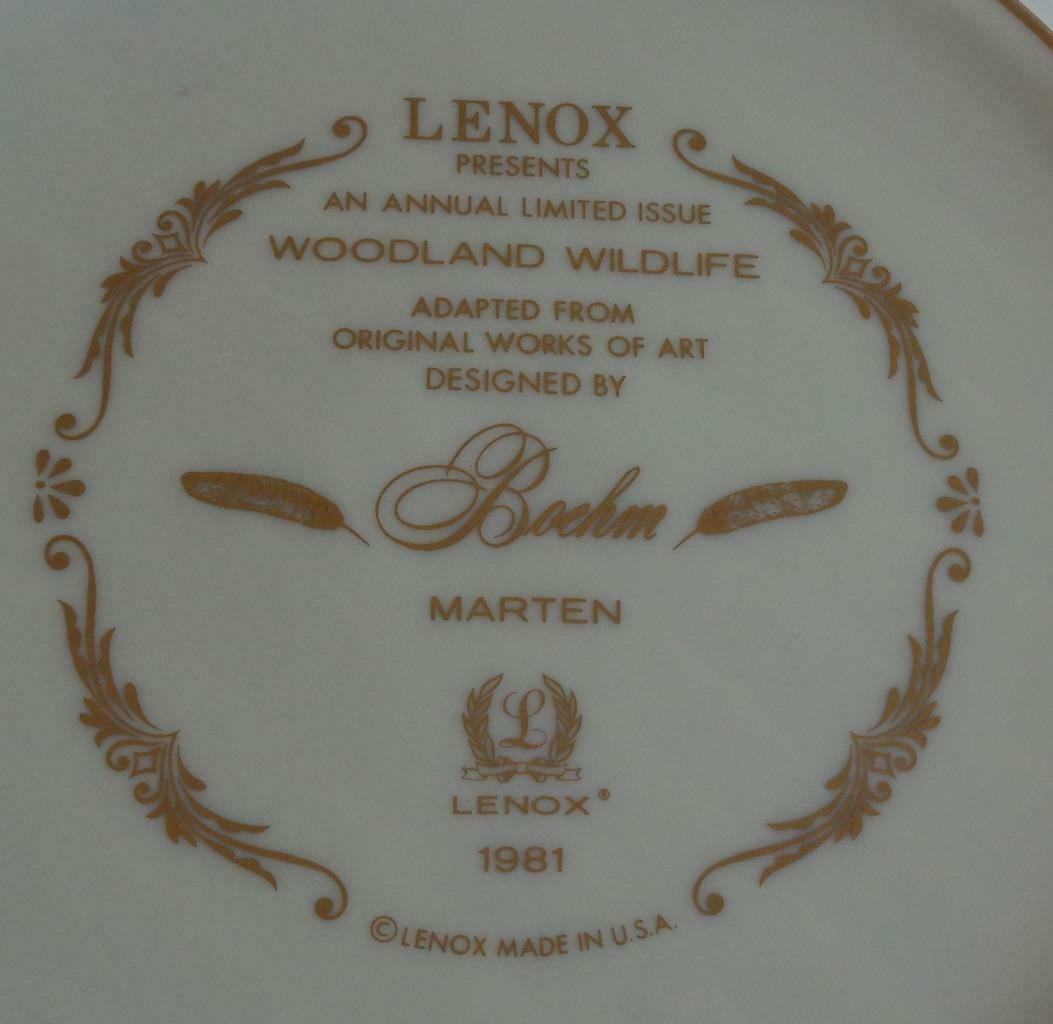 LENOX
PRESENTS
AN ANNUAL LIMITED ISSUE
WOODLAND WILDLIFE
ADAPTED FROM
ORIGINAL WORKS OF ART
DESIGNED BY
Boehm
MARTEN
L
LENOX®
1981
©LENOX MADE IN U.S.A.